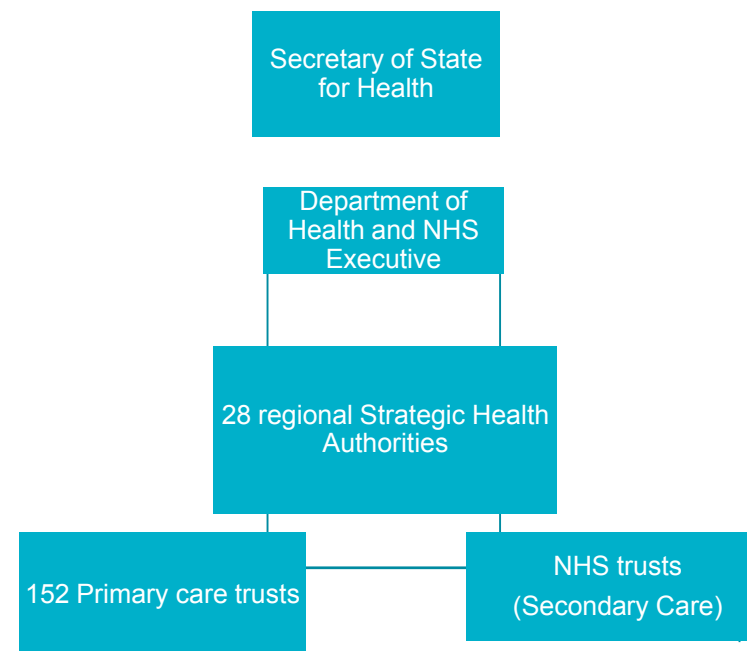 Secretary of State
for Health
Department of
Health and NHS
Executive
28 regional Strategic Health
Authorities
152 Primary care trusts
NHS trusts
(Secondary Care)